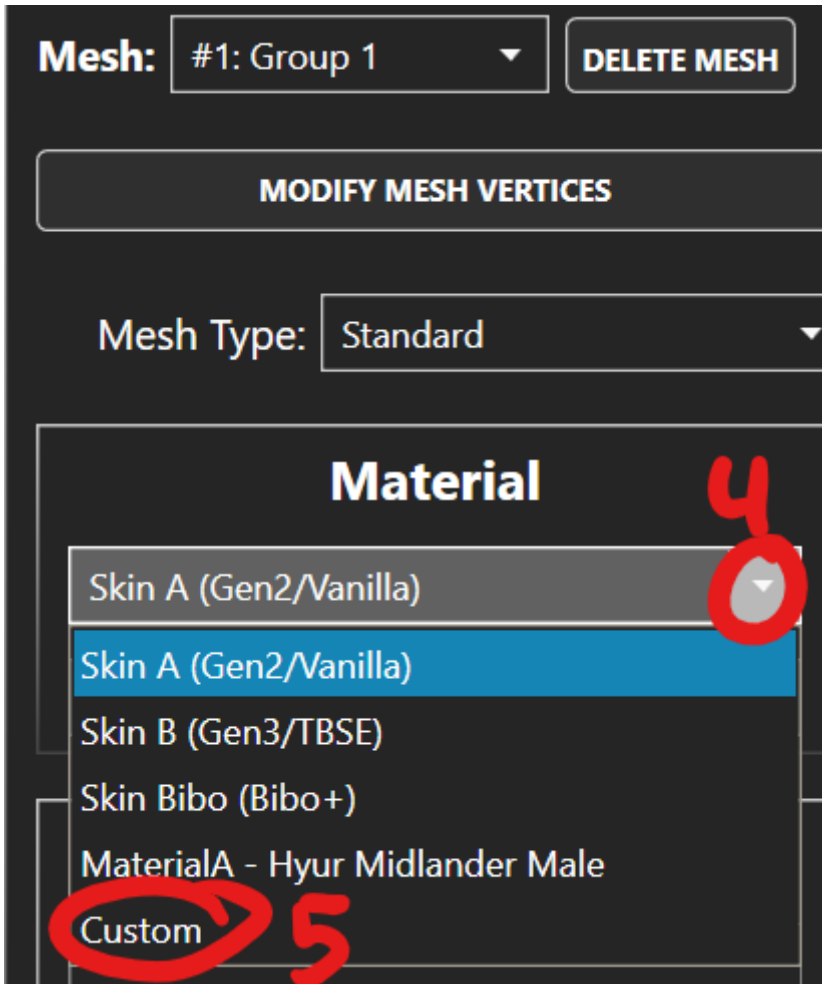 Mesh: #1: Group 1 DELETE MESH
MODIFY MESH VERTICES
Mesh Type: Standard
Material 4
Skin A (Gen2/Vanilla)
Skin A (Gen2/Vanilla)
Skin B (Gen3/TBSE)
Skin Bibo (Bibo+)
MaterialA - Hyur Midlander Male
Custom 5